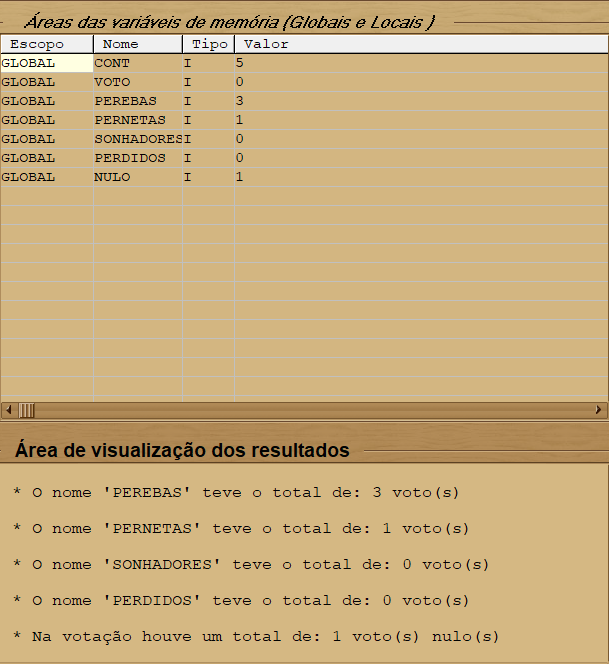 Áreas das variáveis de memória (Globais e Locais )
Escopo Nome Tipo Valor
GLOBAL CONT I 5
GLOBAL VOTO I 0
GLOBAL PEREBAS I 3
GLOBAL PERNETAS I 1
GLOBAL SONHADORES I 0
GLOBAL PERDIDOS I 0
GLOBAL NULO I 1
Área de visualização dos resultados
* O nome 'PEREBAS' teve o total de: 3 voto(s)
* O nome 'PERNETAS' teve o total de: 1 voto(s)
* O nome 'SONHADORES' teve o total de: 0 voto(s)
* O nome 'PERDIDOS' teve o total de: 0 voto(s)
* Na votação houve um total de: 1 voto(s) nulo(s)